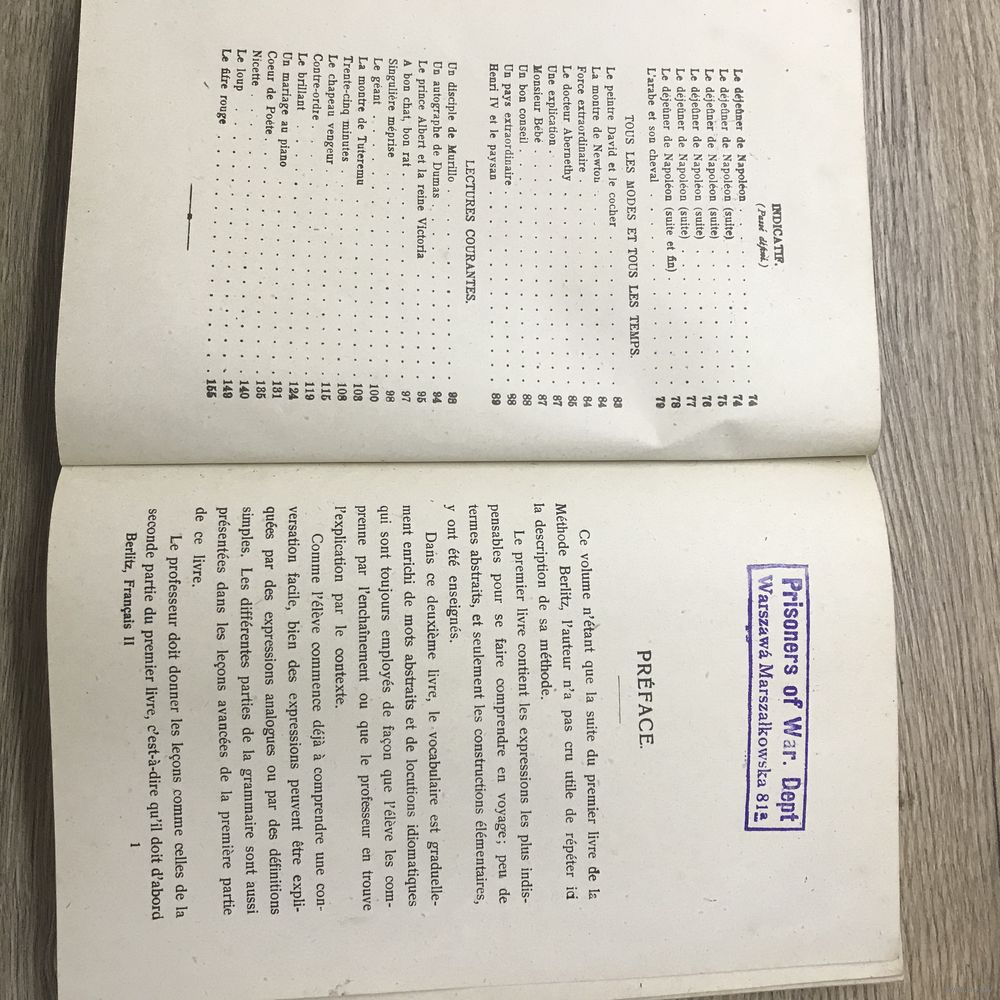 INDICATIF.
(Passé défini.)
Le déjeûner de Napoléon . . . 74
Le déjeûner de Napoléon (suite) . . . 74
Le déjeûner de Napoléon (suite) . . . 75
Le déjeûner de Napoléon (suite) . . . 76
Le déjeûner de Napoléon (suite) . . . 77
Le déjeûner de Napoléon (suite et fin) . . . 78
L'arabe et son cheval . . . 79
TOUS LES MODES ET TOUS LES TEMPS.
Le peintre David et le cocher . . . 83
La montre de Newton . . . 84
Force extraordinaire . . . 84
Le docteur Abernethy . . . 85
Une explication . . . 87
Monsieur Bébé . . . 87
Un bon conseil . . . 88
Un pays extraordinaire . . . 98
Henri IV et le paysan . . . 89
LECTURES COURANTES.
Un disciple de Murillo . . . 93
Un autographe de Dumas . . . 94
Le prince Albert et la reine Victoria . . . 95
A bon chat, bon rat . . . 97
Singulière méprise . . . 98
Le géant . . . 100
La montre de Tuteremu . . . 103
Trente-cinq minutes . . . 108
Le chapeau vengeur . . . 115
Contre-ordre . . . 119
Le brillant . . . 124
Un mariage au piano . . . 131
Coeur de Poéte . . . 135
Nicette . . . 140
Le loup . . . 149
Le fifre rouge . . . 155
Prisoners of War. Dept
Warszawá Marszałkowska 81a
PRÉFACE.
Ce volume n'étant que la suite du premier livre de la
Méthode Berlitz, l'auteur n'a pas cru utile de répéter ici
la description de sa méthode.
Le premier livre contient les expressions les plus indis-
pensables pour se faire comprendre en voyage; peu de
termes abstraits, et seulement les constructions élémentaires,
y ont été enseignés.
Dans ce deuxième livre, le vocabulaire est graduelle-
ment enrichi de mots abstraits et de locutions idiomatiques
qui sont toujours employés de façon que l'élève les com-
prenne par l'enchaînement ou que le professeur en trouve
l'explication par le contexte.
Comme l'élève commence déjà à comprendre une con-
versation facile, bien des expressions peuvent être expli-
quées par des expressions analogues ou par des définitions
simples. Les différentes parties de la grammaire sont aussi
présentées dans les leçons avancées de la première partie
de ce livre.
Le professeur doit donner les leçons comme celles de la
seconde partie du premier livre, c'est-à-dire qu'il doit d'abord
Berlitz, Français II 1